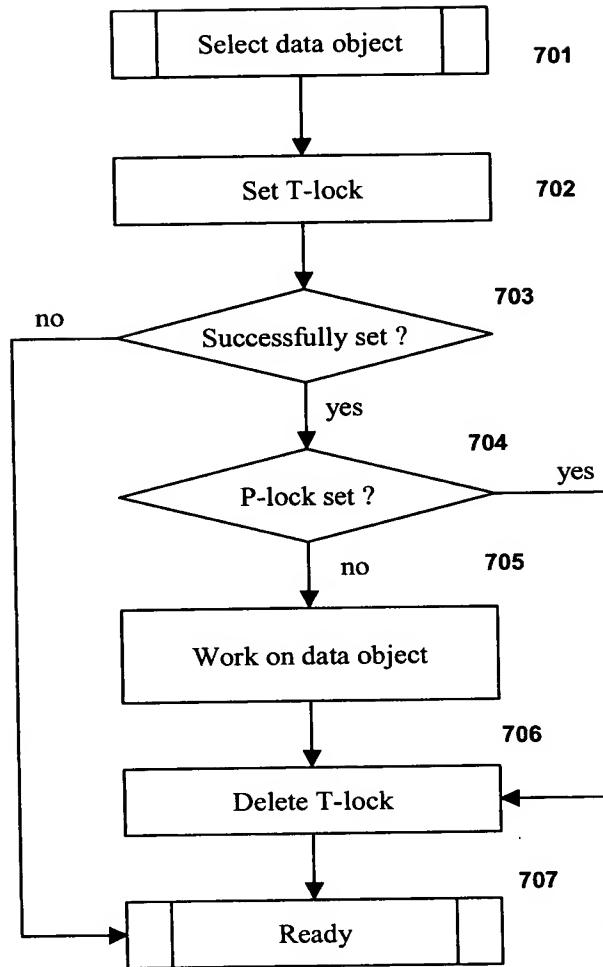 Select data object
701
Set T-lock
702
703
no
Successfully set ?
yes
704
yes
P-lock set ?
no
705
Work on data object
706
Delete T-lock
707
Ready